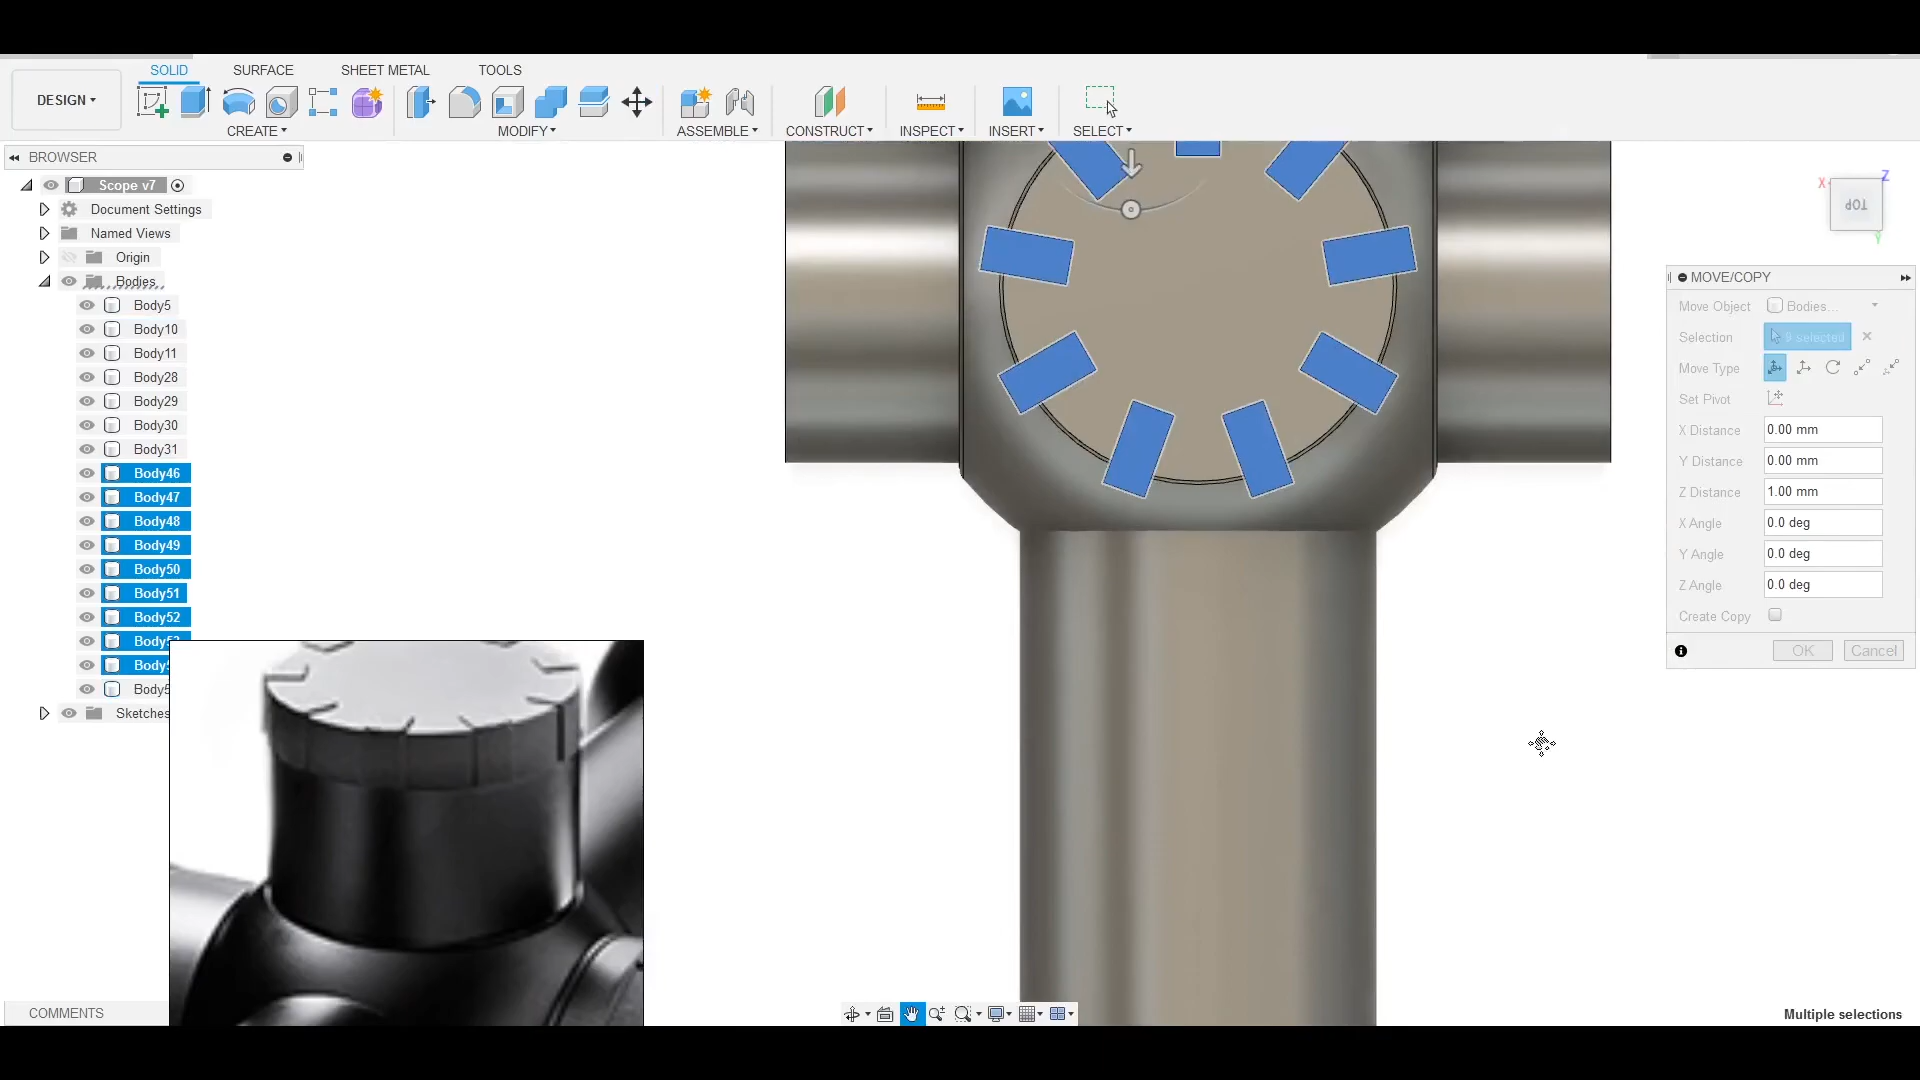 SOLID SURFACE SHEET METAL TOOLS
DESIGN
CREATE MODIFY ASSEMBLE CONSTRUCT INSPECT INSERT SELECT
BROWSER
Scope v7
Document Settings
Named Views
Origin
Bodies
Body5
Body10
Body11
Body28
Body29
Body30
Body31
Body46
Body47
Body48
Body49
Body50
Body51
Body52
Sketches
COMMENTS
X
Z
TOP
Y
MOVE/COPY
Move Object Bodies...
Selection 9 selected
Move Type
Set Pivot
X Distance 0.00 mm
Y Distance 0.00 mm
Z Distance 1.00 mm
X Angle 0.0 deg
Y Angle 0.0 deg
Z Angle 0.0 deg
Create Copy
OK Cancel
Multiple selections